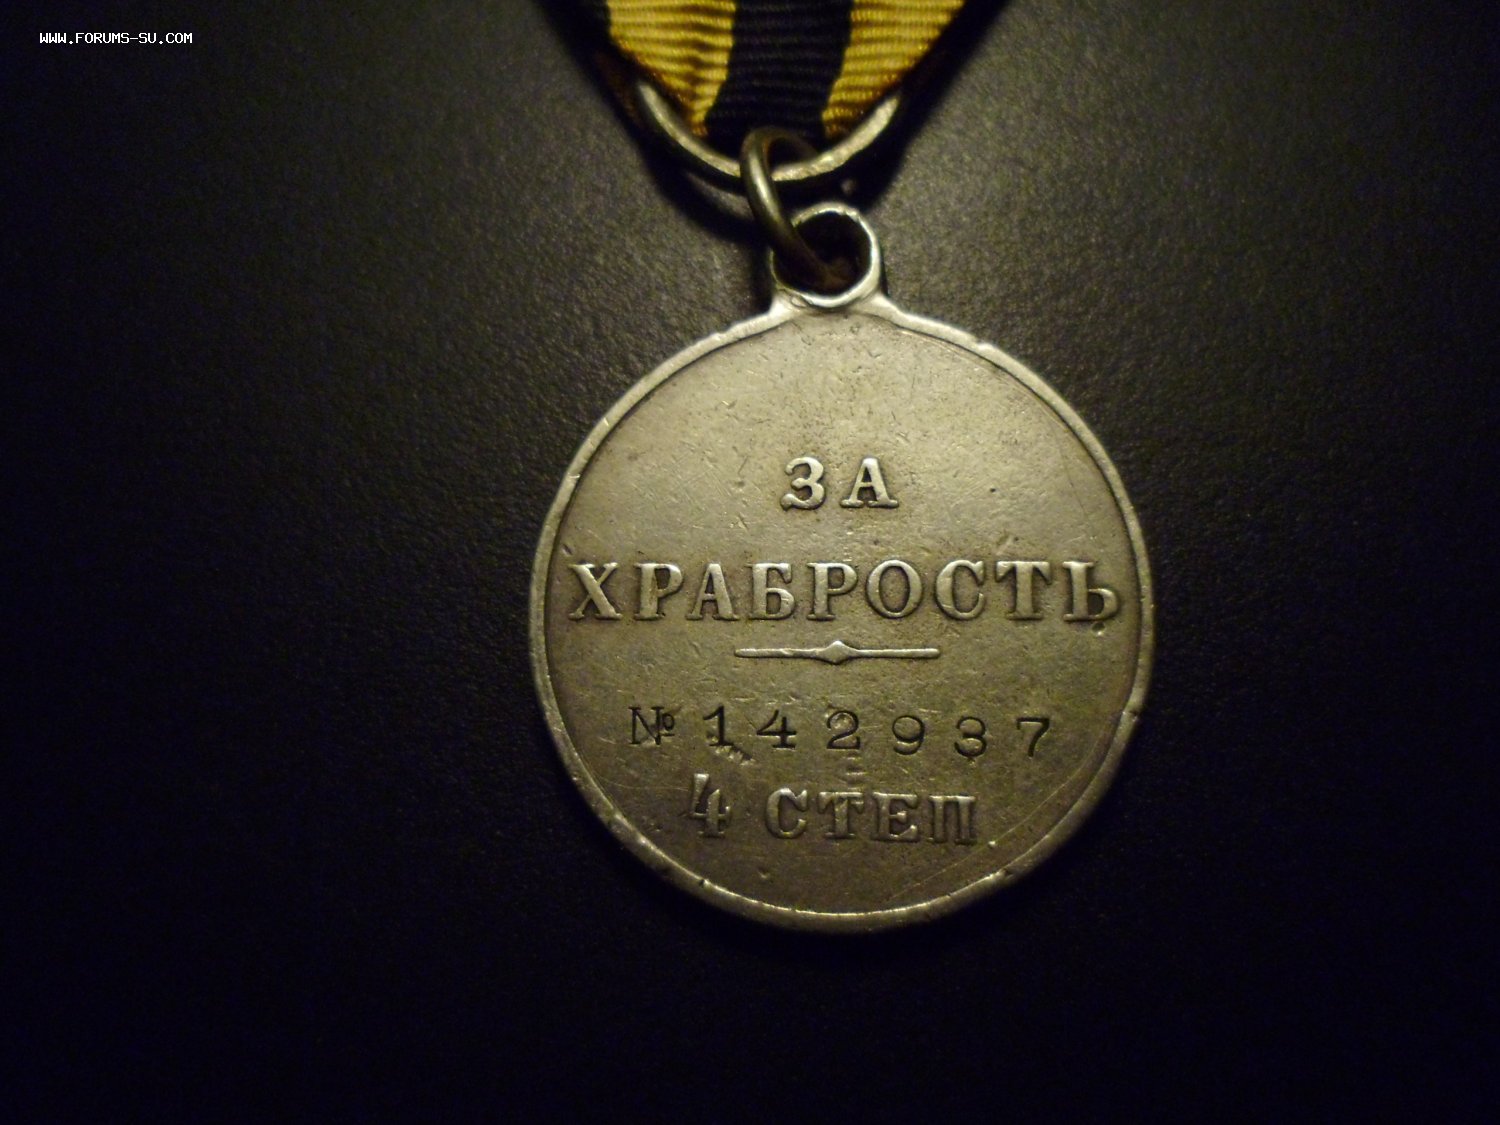 WWW.FORUMS-SU.COM
ЗА
ХРАБРОСТЬ
№ 142937
4 СТЕП